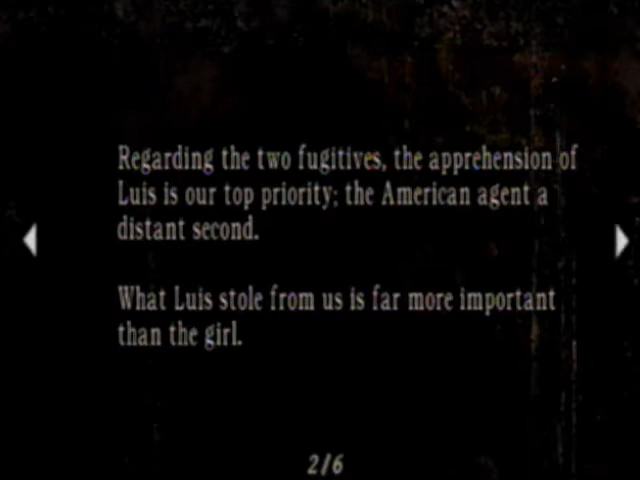 Regarding the two fugitives, the apprehension of
Luis is our top priority; the American agent a
distant second.
What Luis stole from us is far more important
than the girl.
2/6